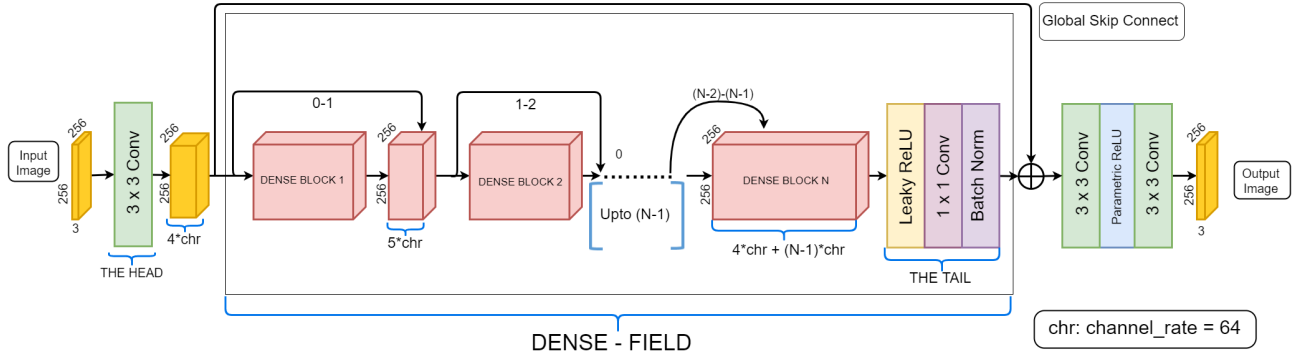 Global Skip Connect
0-1
1-2
(N-2)-(N-1)
Input
Image
256
256
3
3 x 3 Conv
THE HEAD
256
256
4*chr
DENSE BLOCK 1
256
5*chr
DENSE BLOCK 2
0
Upto (N-1)
256
256
DENSE BLOCK N
4*chr + (N-1)*chr
Leaky ReLU
1 x 1 Conv
Batch Norm
THE TAIL
3 x 3 Conv
Parametric ReLU
3 x 3 Conv
256
256
3
Output
Image
DENSE - FIELD
chr: channel_rate = 64